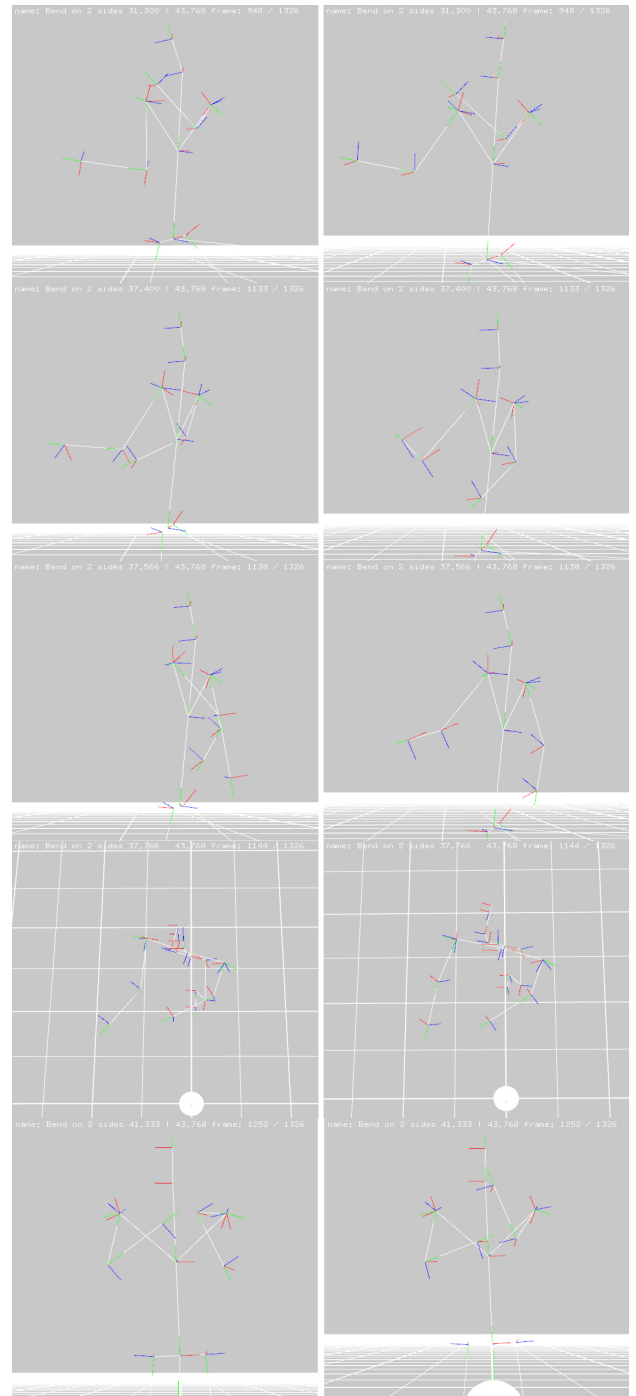 name: Bend on 2 sides 31,300 | 43,768 Frame: 948 / 1326
name: Bend on 2 sides 31,300 | 43,768 Frame: 948 / 1326
name: Bend on 2 sides 37,400 | 43,768 Frame: 1133 / 1326
name: Bend on 2 sides 37,400 | 43,768 Frame: 1133 / 1326
name: Bend on 2 sides 37,566 | 43,768 Frame: 1138 / 1326
name: Bend on 2 sides 37,566 | 43,768 Frame: 1138 / 1326
name: Bend on 2 sides 37,766 | 43,768 Frame: 1144 / 1326
name: Bend on 2 sides 37,766 | 43,768 Frame: 1144 / 1326
name: Bend on 2 sides 41,333 | 43,768 Frame: 1252 / 1326
name: Bend on 2 sides 41,333 | 43,768 Frame: 1252 / 1326